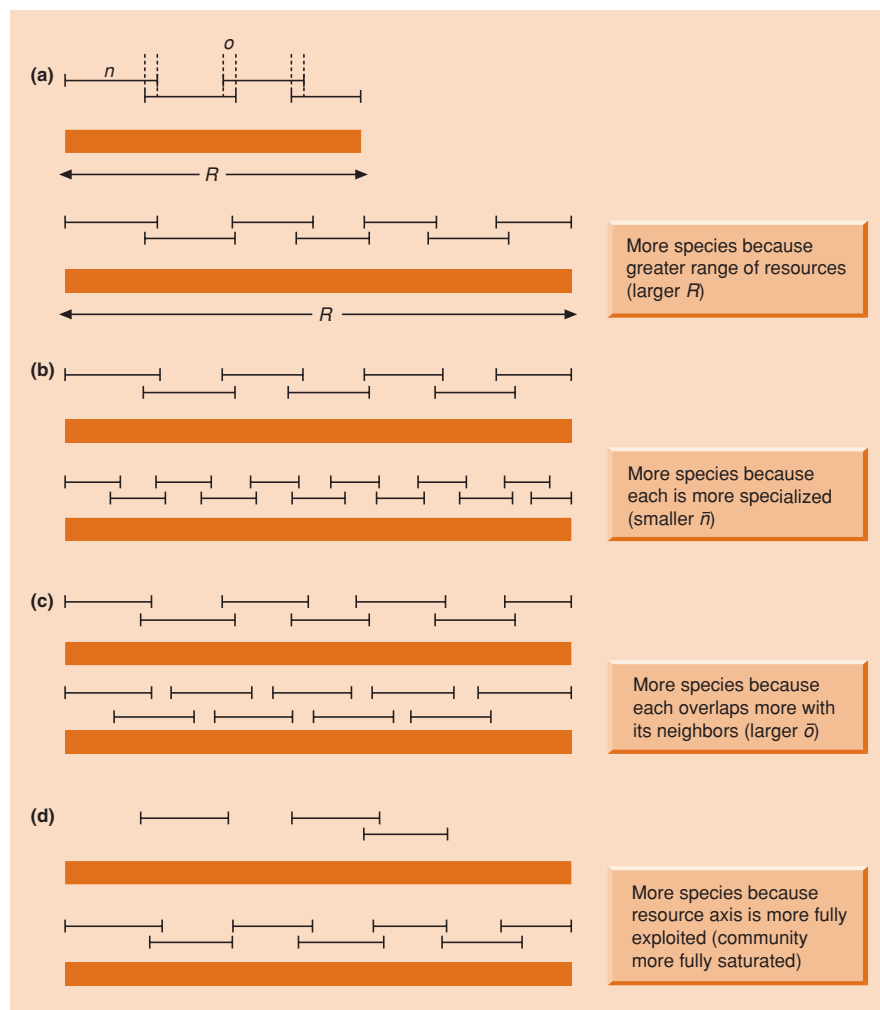 o
(a)
n
R
More species because
greater range of resources
(larger R)
R
(b)
More species because
each is more specialized
(smaller n̄)
(c)
More species because
each overlaps more with
its neighbors (larger ō)
(d)
More species because
resource axis is more fully
exploited (community
more fully saturated)